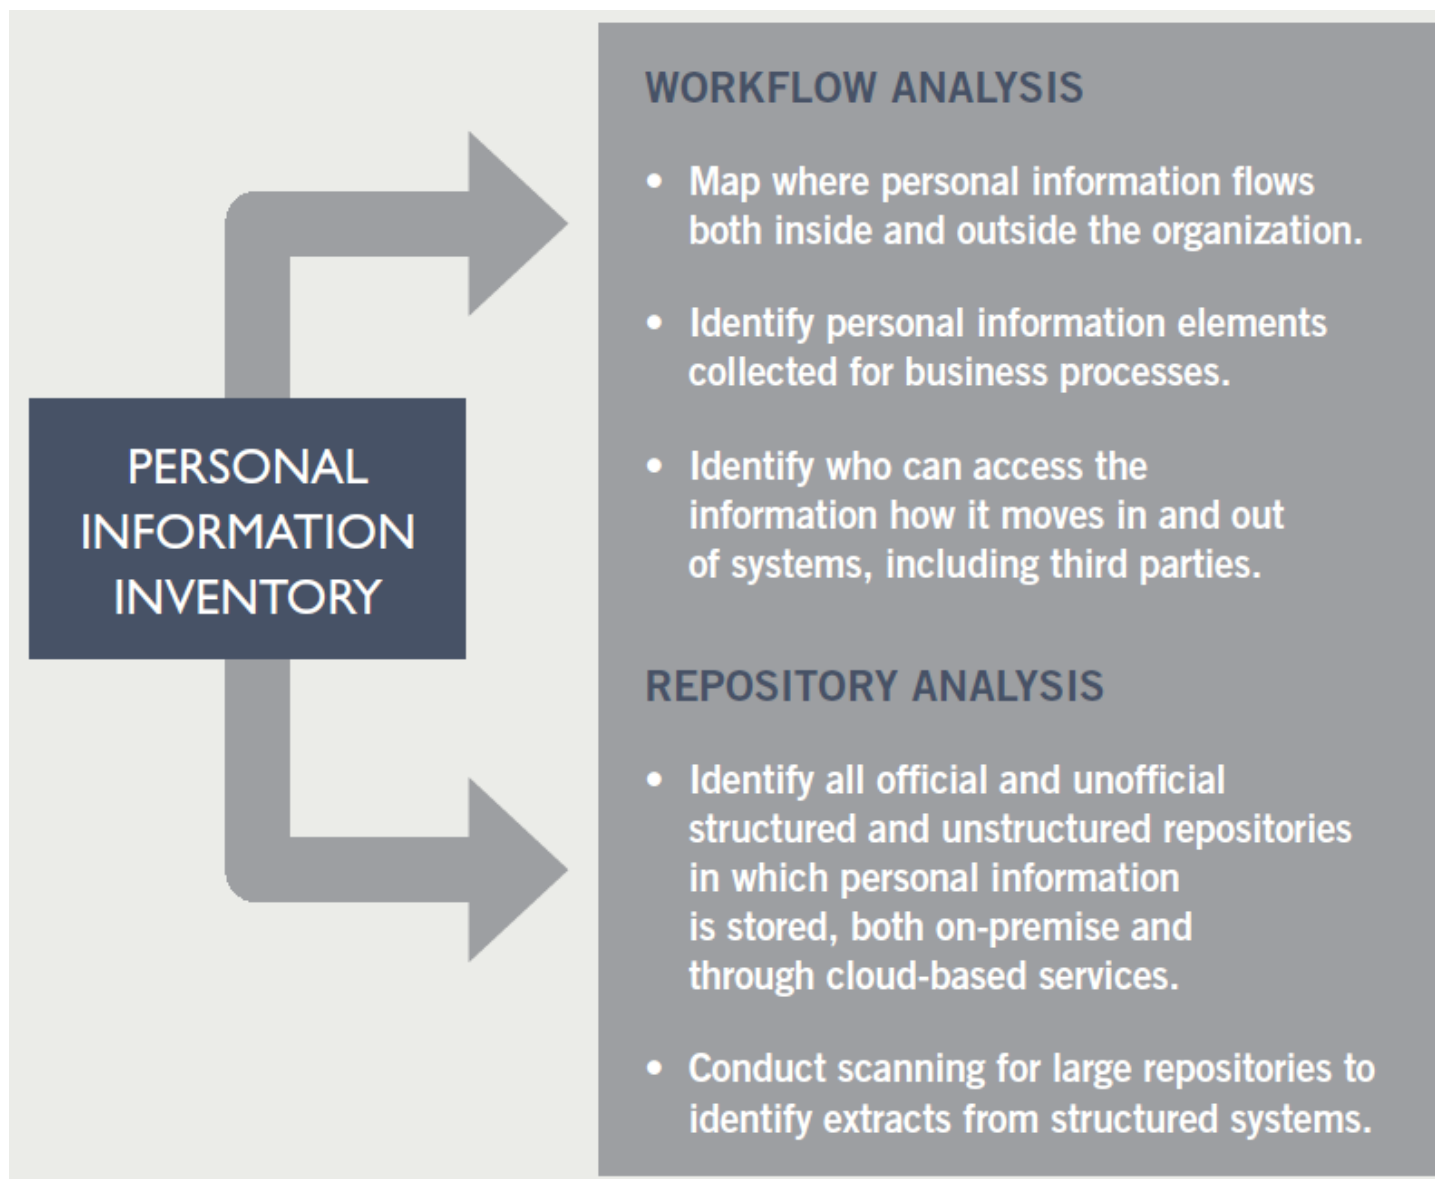 PERSONAL
INFORMATION
INVENTORY
WORKFLOW ANALYSIS
• Map where personal information flows
both inside and outside the organization.
• Identify personal information elements
collected for business processes.
• Identify who can access the
information how it moves in and out
of systems, including third parties.
REPOSITORY ANALYSIS
• Identify all official and unofficial
structured and unstructured repositories
in which personal information
is stored, both on-premise and
through cloud-based services.
• Conduct scanning for large repositories to
identify extracts from structured systems.